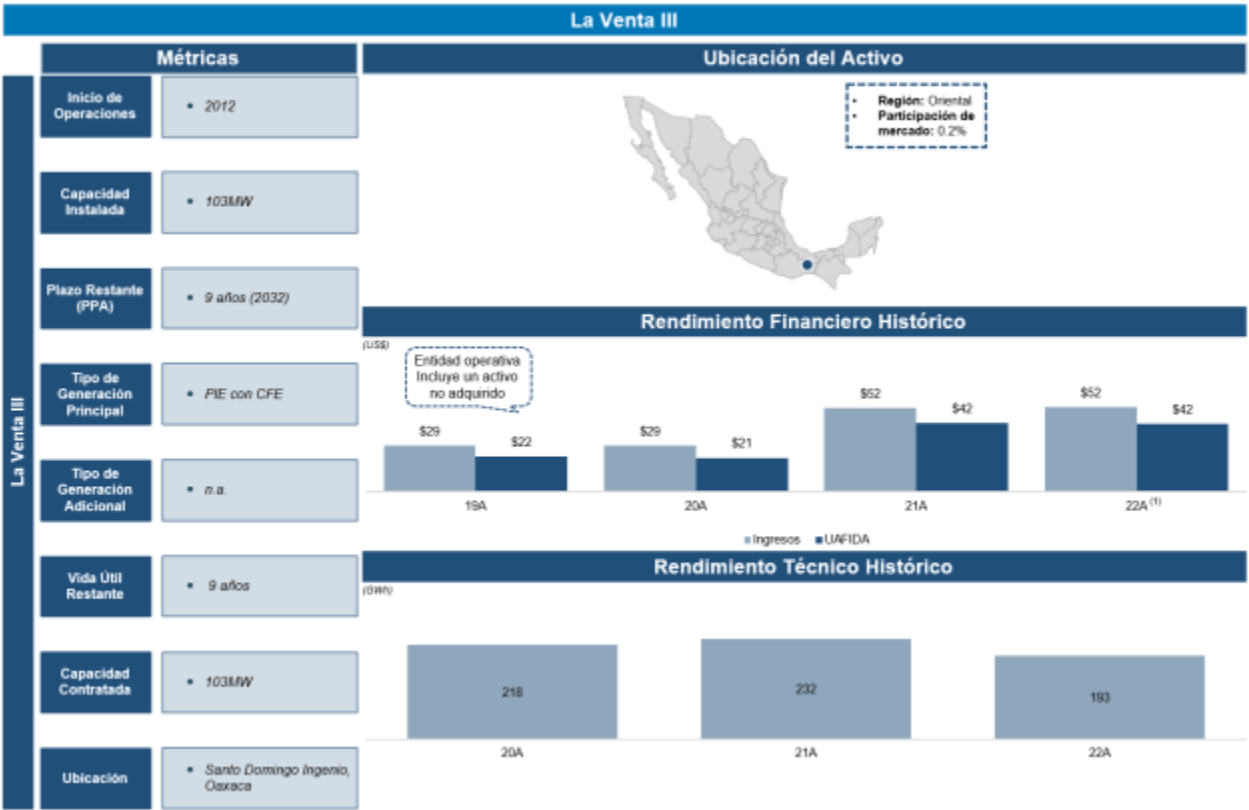 La Venta III
Métricas
La Venta III
Inicio de
Operaciones
• 2012
Capacidad
Instalada
• 103MW
Plazo Restante
(PPA)
• 9 años (2032)
Tipo de
Generación
Principal
• PIE con CFE
Tipo de
Generación
Adicional
• n.a.
Vida Útil
Restante
• 9 años
Capacidad
Contratada
• 103MW
Ubicación
• Santo Domingo Ingenio,
Oaxaca
Ubicación del Activo
• Región: Oriental
• Participación de
mercado: 0.2%
Rendimiento Financiero Histórico
(US$)
Entidad operativa
Incluye un activo
no adquirido
$29 $22 $29 $21 $52 $42 $52 $42
19A 20A 21A 22A (1)
Ingresos UAFIDA
Rendimiento Técnico Histórico
(GWh)
218 232 193
20A 21A 22A